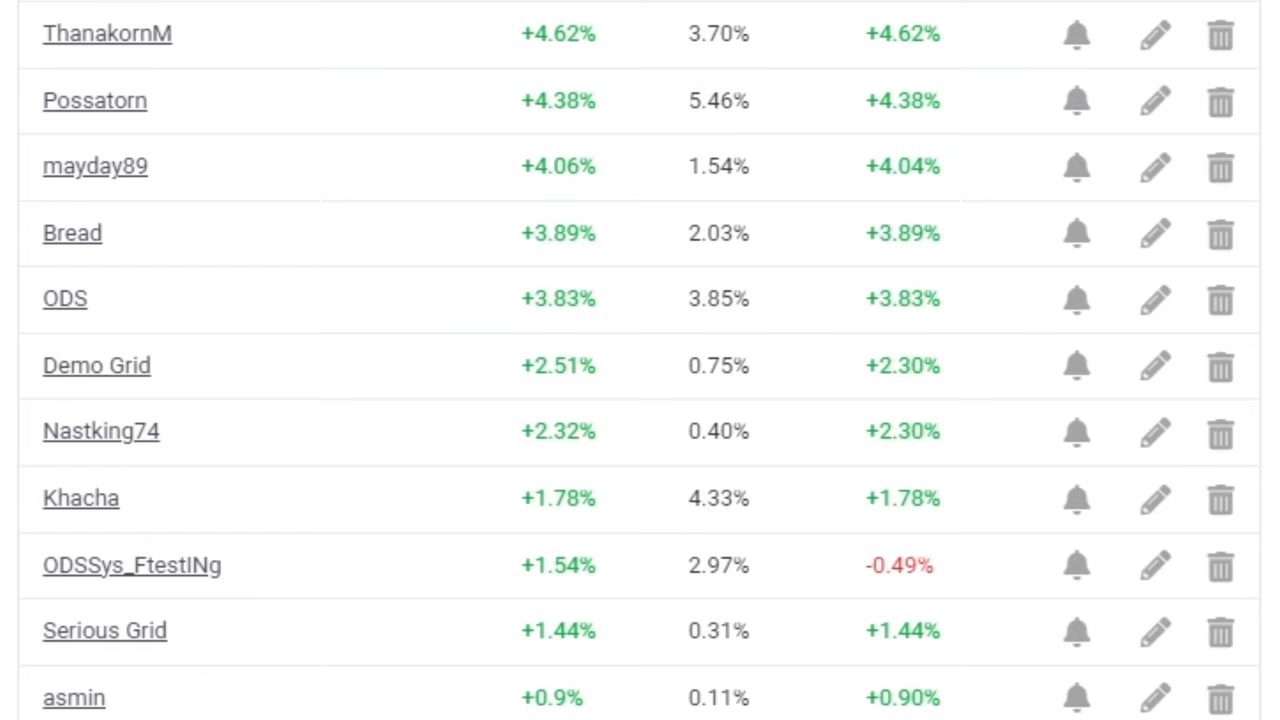 ThanakornM +4.62% 3.70% +4.62%
Possatorn +4.38% 5.46% +4.38%
mayday89 +4.06% 1.54% +4.04%
Bread +3.89% 2.03% +3.89%
ODS +3.83% 3.85% +3.83%
Demo Grid +2.51% 0.75% +2.30%
Nastking74 +2.32% 0.40% +2.30%
Khacha +1.78% 4.33% +1.78%
ODSSys_FtestINg +1.54% 2.97% -0.49%
Serious Grid +1.44% 0.31% +1.44%
asmin +0.9% 0.11% +0.90%